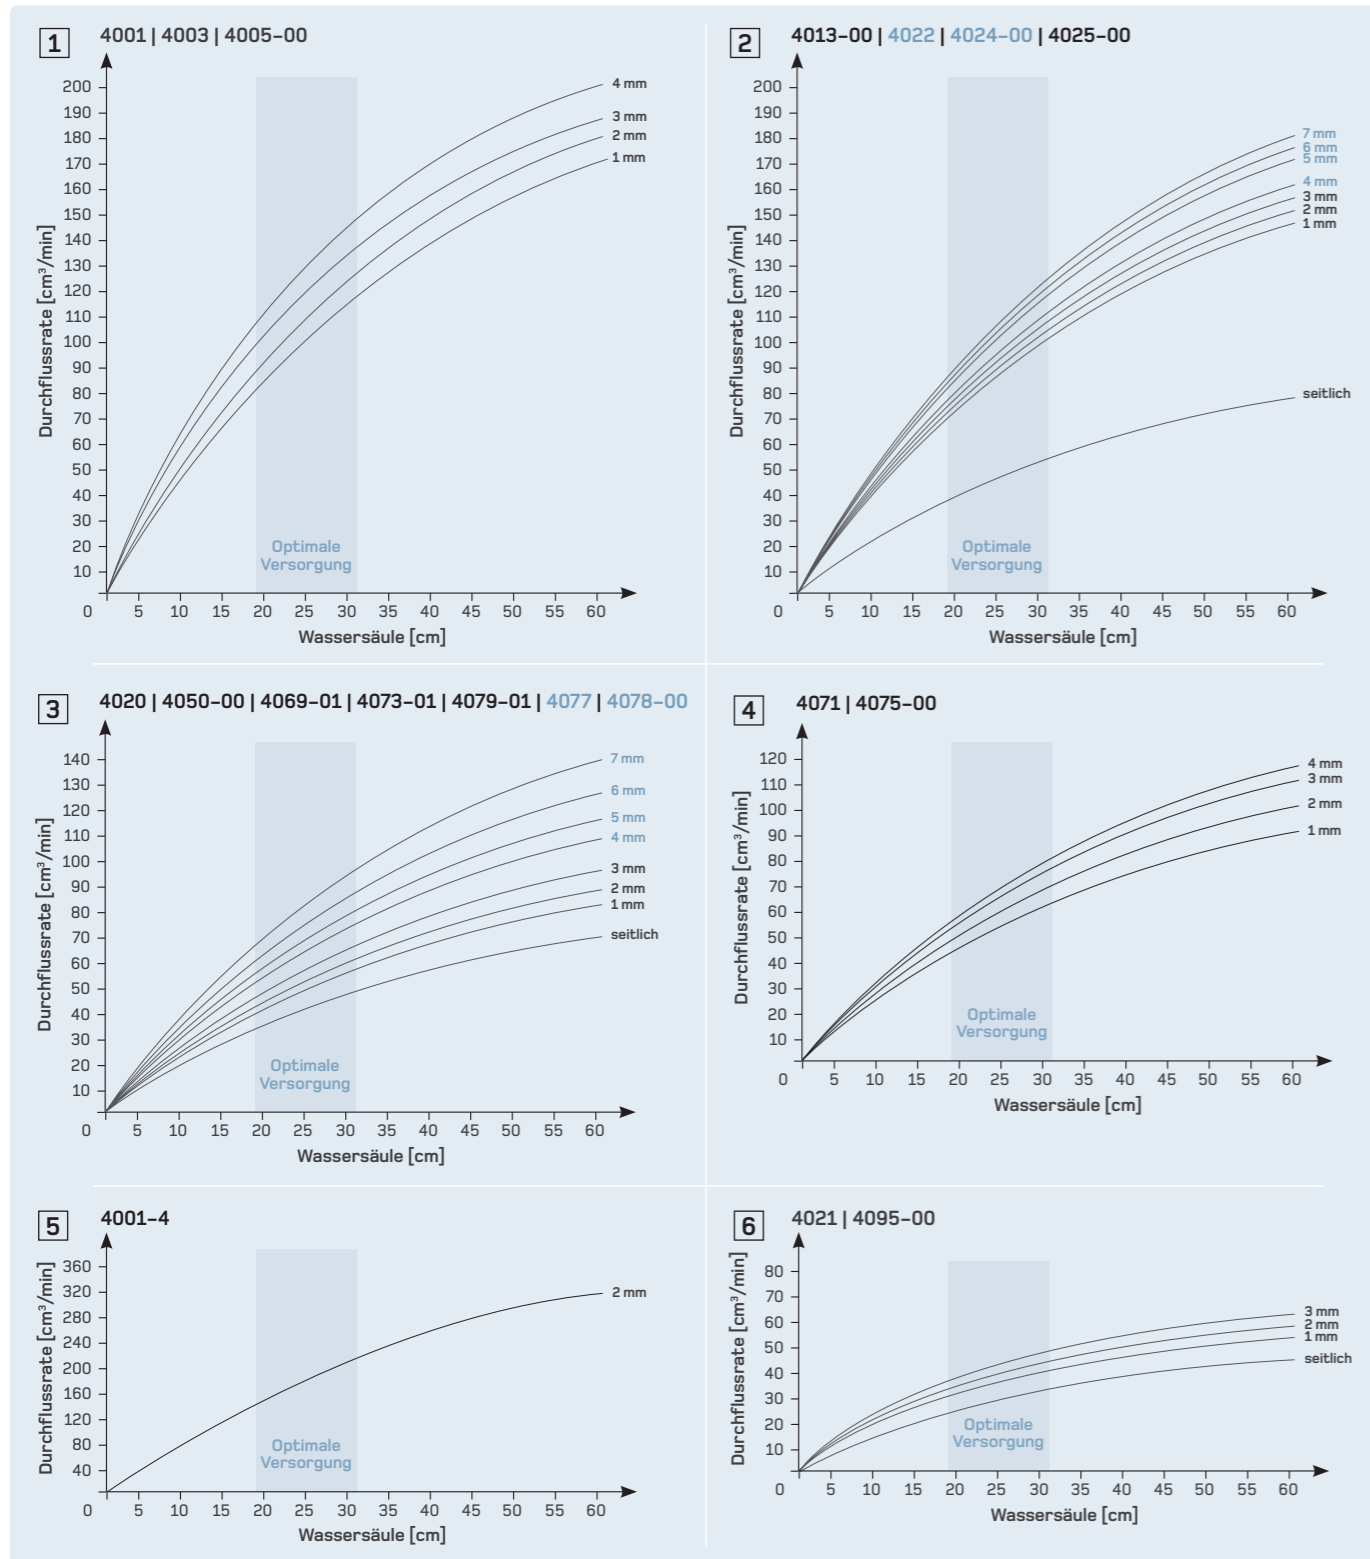 1
4001 | 4003 | 4005-00
Durchflussrate [cm³/min]
200
190
180
170
160
150
140
130
120
110
100
90
80
70
60
50
40
30
20
10
4 mm
3 mm
2 mm
1 mm
Optimale
Versorgung
0 5 10 15 20 25 30 35 40 45 50 55 60
Wassersäule [cm]
2
4013-00 | 4022 | 4024-00 | 4025-00
Durchflussrate [cm³/min]
200
190
180
170
160
150
140
130
120
110
100
90
80
70
60
50
40
30
20
10
7 mm
6 mm
5 mm
4 mm
3 mm
2 mm
1 mm
seitlich
Optimale
Versorgung
0 5 10 15 20 25 30 35 40 45 50 55 60
Wassersäule [cm]
3
4020 | 4050-00 | 4069-01 | 4073-01 | 4079-01 | 4077 | 4078-00
Durchflussrate [cm³/min]
140
130
120
110
100
90
80
70
60
50
40
30
20
10
7 mm
6 mm
5 mm
4 mm
3 mm
2 mm
1 mm
seitlich
Optimale
Versorgung
0 5 10 15 20 25 30 35 40 45 50 55 60
Wassersäule [cm]
4
4071 | 4075-00
Durchflussrate [cm³/min]
120
110
100
90
80
70
60
50
40
30
20
10
4 mm
3 mm
2 mm
1 mm
Optimale
Versorgung
0 5 10 15 20 25 30 35 40 45 50 55 60
Wassersäule [cm]
5
4001-4
Durchflussrate [cm³/min]
360
320
280
240
200
160
120
80
40
2 mm
Optimale
Versorgung
0 5 10 15 20 25 30 35 40 45 50 55 60
Wassersäule [cm]
6
4021 | 4095-00
Durchflussrate [cm³/min]
80
70
60
50
40
30
20
10
3 mm
2 mm
1 mm
seitlich
Optimale
Versorgung
0 5 10 15 20 25 30 35 40 45 50 55 60
Wassersäule [cm]